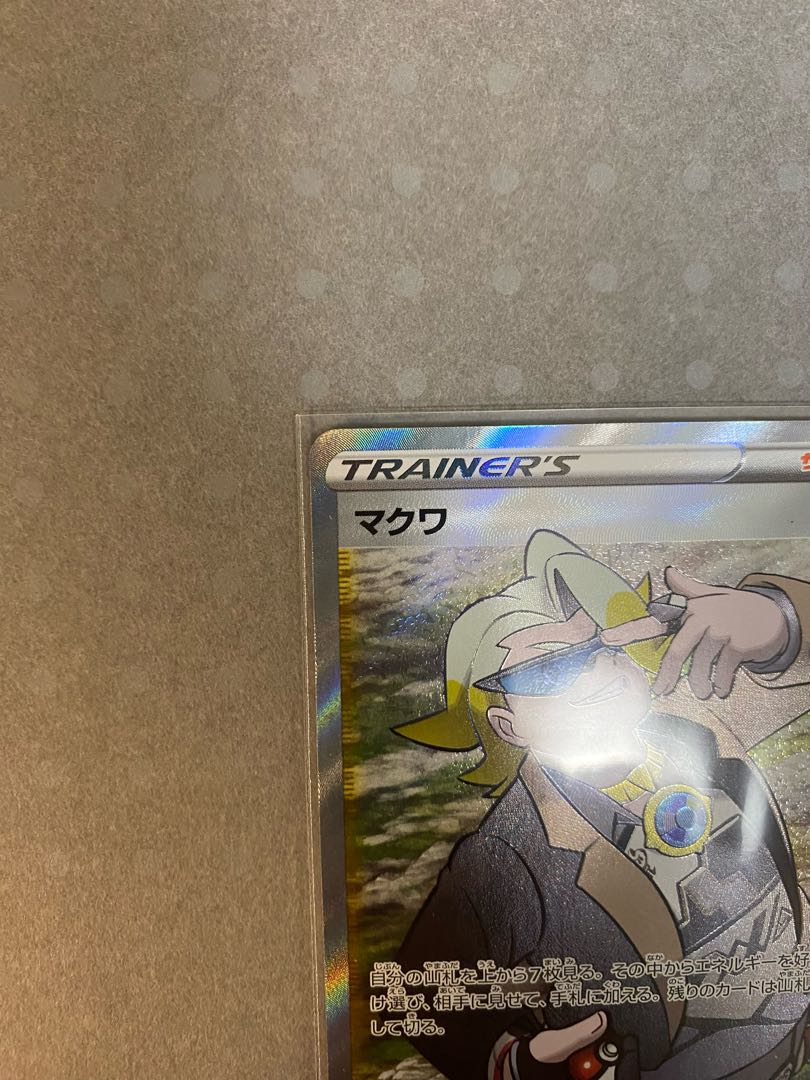 TRAINER'S
マクワ
自分の山札を上から7枚見る。その中からエネルギーを好
け選び、相手に見せて、手札に加える。残りのカードは山札
して切る。